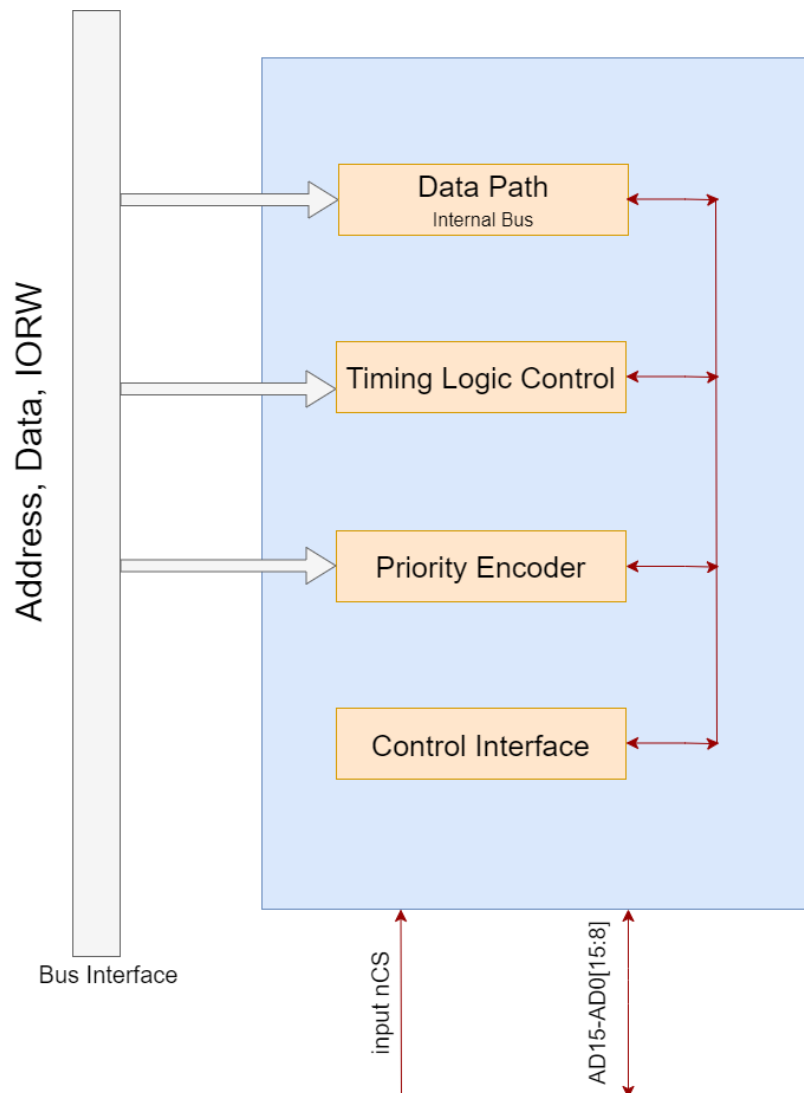 Address, Data, IORW
Data Path
Internal Bus
Timing Logic Control
Priority Encoder
Control Interface
Bus Interface
input nCS
AD15-AD0[15:8]